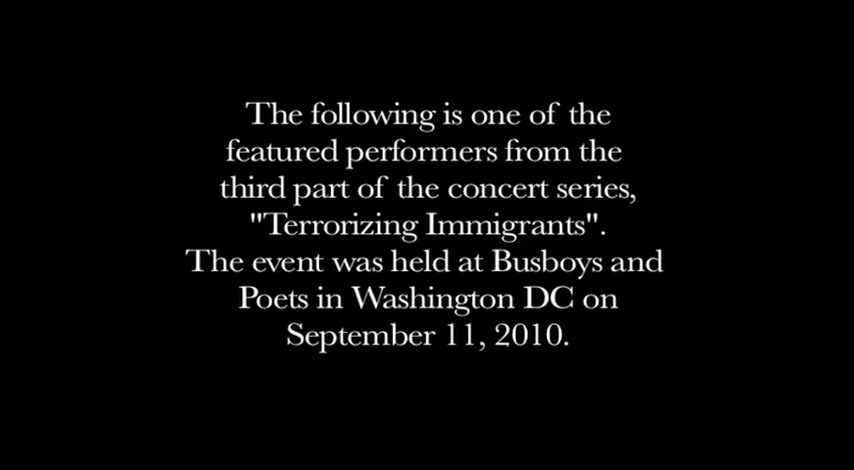 The following is one of the
featured performers from the
third part of the concert series,
"Terrorizing Immigrants".
The event was held at Busboys and
Poets in Washington DC on
September 11, 2010.